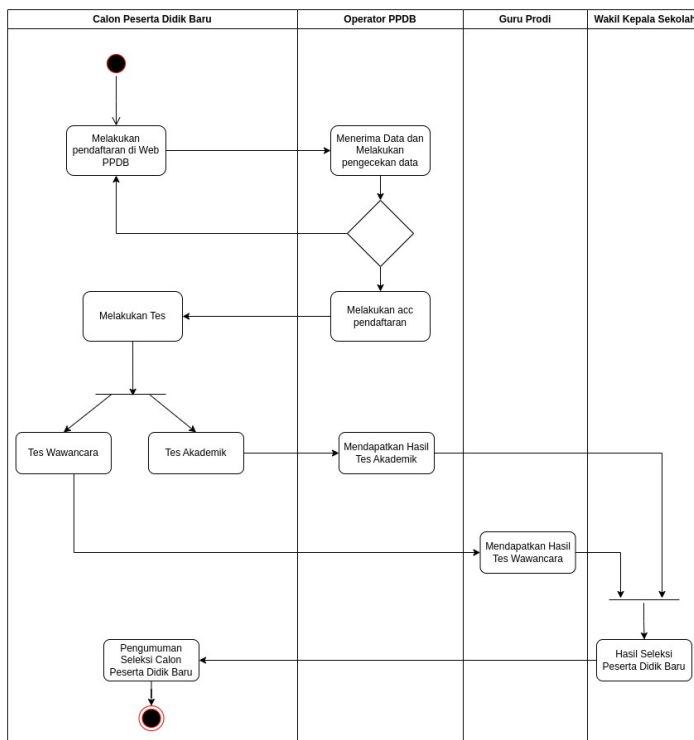 Calon Peserta Didik Baru
Operator PPDB
Guru Prodi
Wakil Kepala Sekolah
Melakukan
pendaftaran di Web
PPDB
Menerima Data dan
Melakukan
pengecekan data
Melakukan Tes
Melakukan acc
pendaftaran
Tes Wawancara
Tes Akademik
Mendapatkan Hasil
Tes Akademik
Mendapatkan Hasil
Tes Wawancara
Pengumuman
Seleksi Calon
Peserta Didik Baru
Hasil Seleksi
Peserta Didik Baru